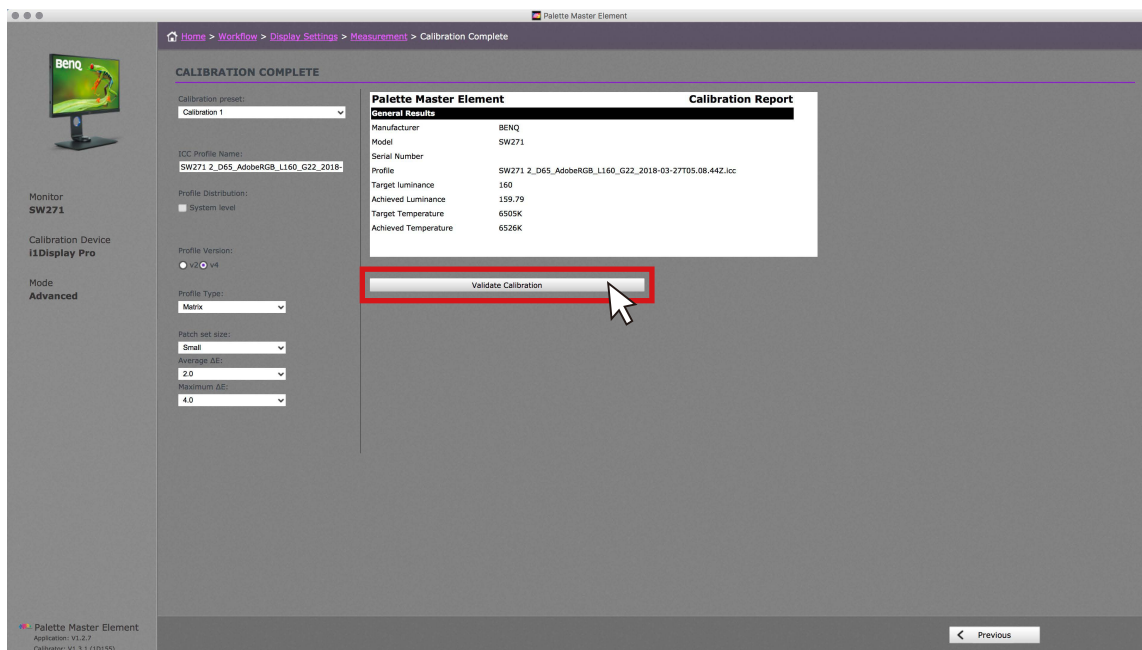 Palette Master Element
Home > Workflow > Display Settings > Measurement > Calibration Complete
BenQ
CALIBRATION COMPLETE
Calibration preset:
Calibration 1
ICC Profile Name:
SW271 2_D65_AdobeRGB_L160_G22_2018-
Profile Distribution:
System level
Profile Version:
v2 v4
Profile Type:
Matrix
Patch set size:
Small
Average ΔE:
2.0
Maximum ΔE:
4.0
Monitor
SW271
Calibration Device
i1Display Pro
Mode
Advanced
Palette Master Element Calibration Report
General Results
Manufacturer BENQ
Model SW271
Serial Number
Profile SW271 2_D65_AdobeRGB_L160_G22_2018-03-27T05.08.44Z.icc
Target luminance 160
Achieved Luminance 159.79
Target Temperature 6505K
Achieved Temperature 6526K
Validate Calibration
Palette Master Element
Application: V1.2.7
Calibrator: V1.3.1 (1D155)
Previous